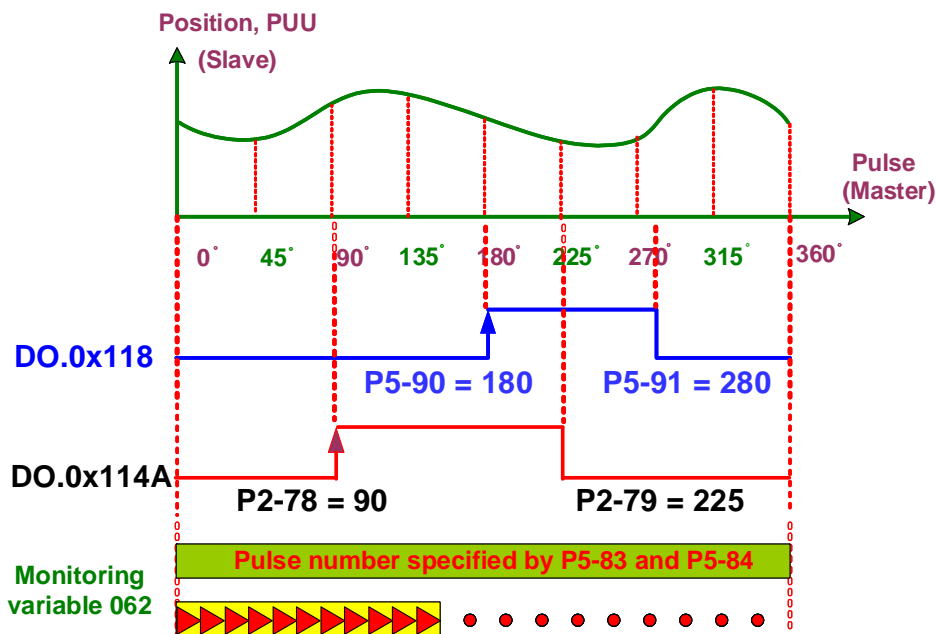 Position, PUU
(Slave)
Pulse
(Master)
0°
45°
90°
135°
180°
225°
270°
315°
360°
DO.0x118
P5-90 = 180
P5-91 = 280
DO.0x114A
P2-78 = 90
P2-79 = 225
Pulse number specified by P5-83 and P5-84
Monitoring
variable 062